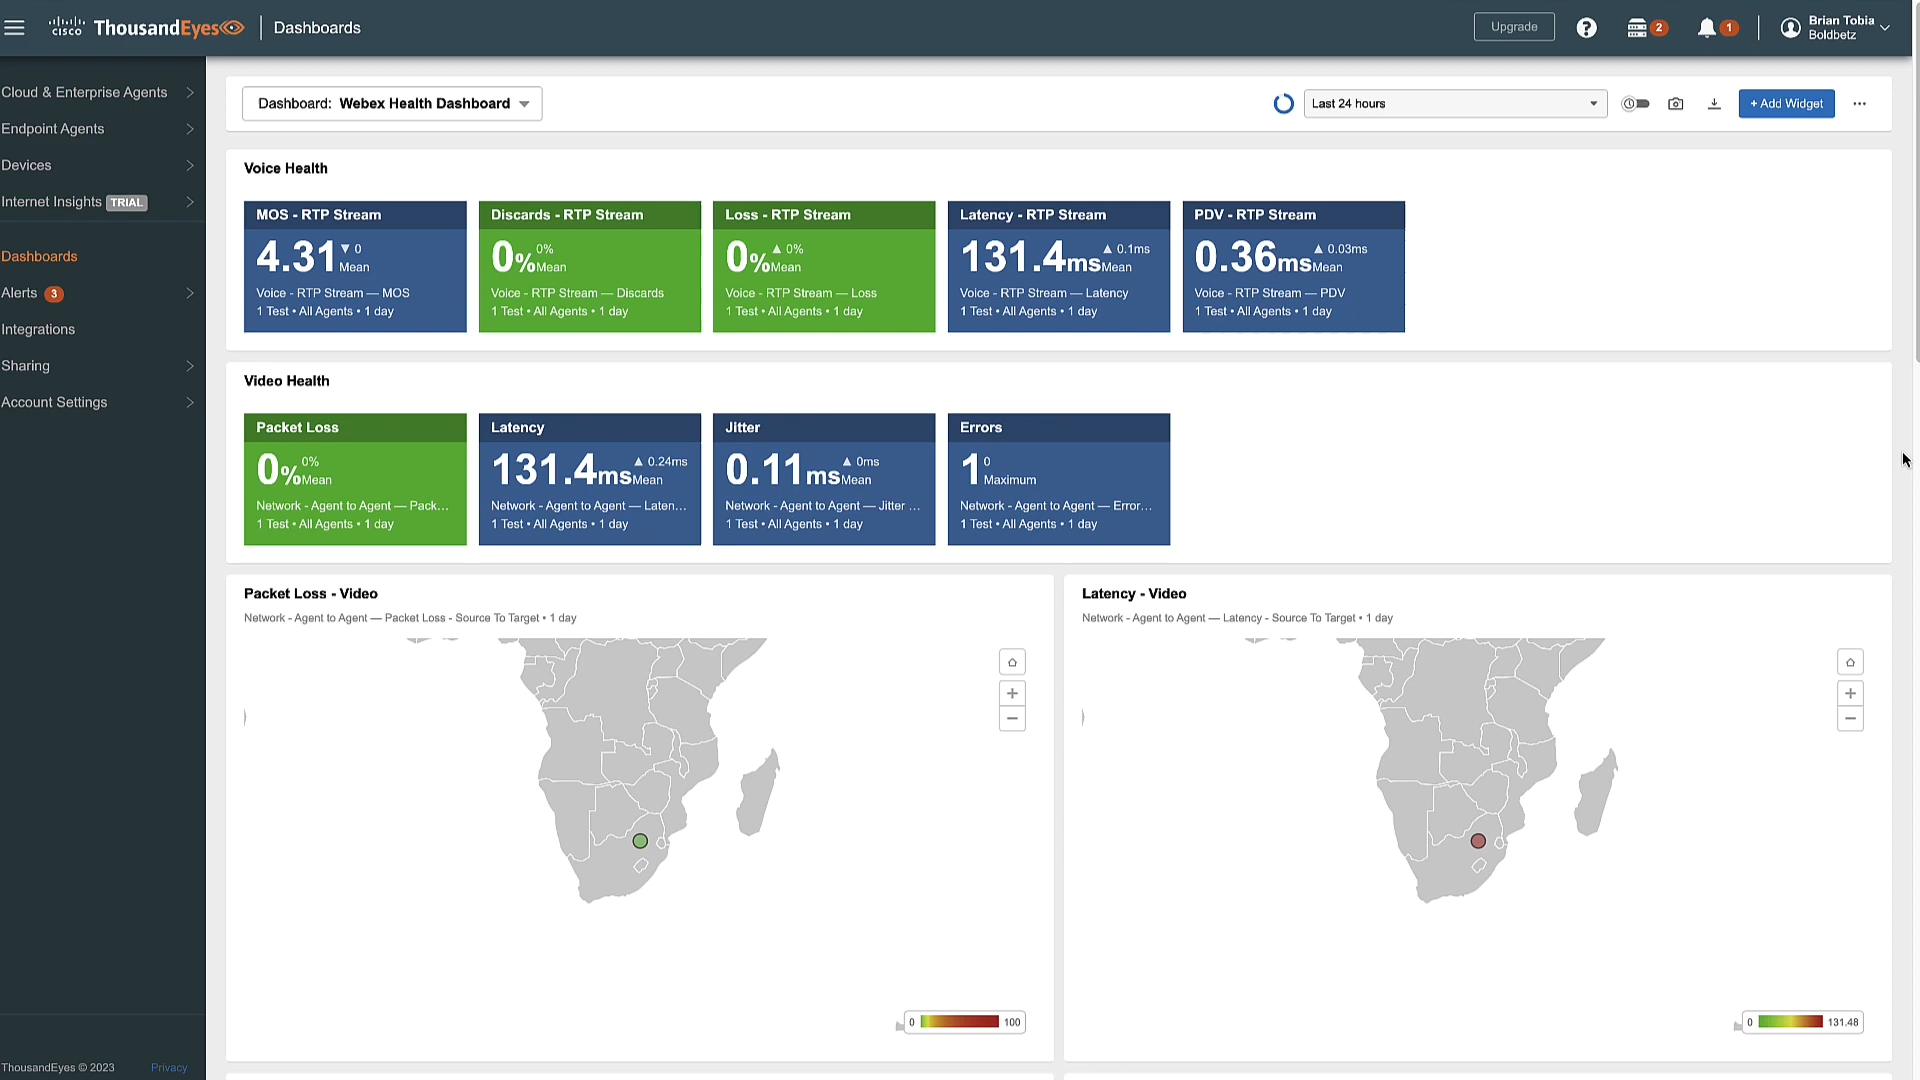 cisco ThousandEyes Dashboards Upgrade ? 2 1 Brian Tobia
Boldbetz
Cloud & Enterprise Agents
Endpoint Agents
Devices
Internet Insights TRIAL
Dashboards
Alerts 3
Integrations
Sharing
Account Settings
ThousandEyes © 2023 Privacy
Dashboard: Webex Health Dashboard Last 24 hours + Add Widget
Voice Health
MOS - RTP Stream
4.31 ▼ 0
Mean
Voice - RTP Stream — MOS
1 Test • All Agents • 1 day
Discards - RTP Stream
0% 0%
Mean
Voice - RTP Stream — Discards
1 Test • All Agents • 1 day
Loss - RTP Stream
0% ▲ 0%
Mean
Voice - RTP Stream — Loss
1 Test • All Agents • 1 day
Latency - RTP Stream
131.4ms ▲ 0.1ms
Mean
Voice - RTP Stream — Latency
1 Test • All Agents • 1 day
PDV - RTP Stream
0.36ms ▲ 0.03ms
Mean
Voice - RTP Stream — PDV
1 Test • All Agents • 1 day
Video Health
Packet Loss
0% 0%
Mean
Network - Agent to Agent — Pack...
1 Test • All Agents • 1 day
Latency
131.4ms ▲ 0.24ms
Mean
Network - Agent to Agent — Laten...
1 Test • All Agents • 1 day
Jitter
0.11ms ▲ 0ms
Mean
Network - Agent to Agent — Jitter ...
1 Test • All Agents • 1 day
Errors
1 0
Maximum
Network - Agent to Agent — Error...
1 Test • All Agents • 1 day
Packet Loss - Video
Network - Agent to Agent — Packet Loss - Source To Target • 1 day
+
−
0 100
Latency - Video
Network - Agent to Agent — Latency - Source To Target • 1 day
+
−
0 131.48